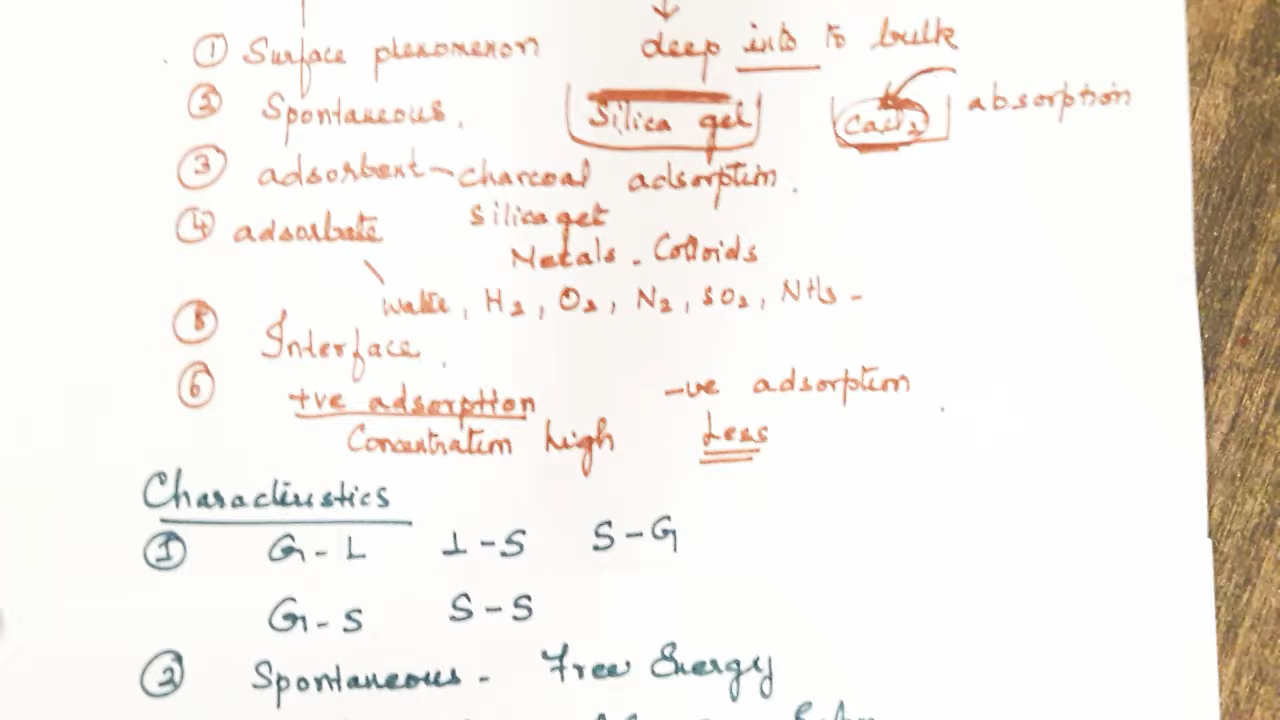 ① Surface phenomenon deep into to bulk
② Spontaneous. Silica gel CaCl2 absorption
③ adsorbent - charcoal adsorption.
④ adsorbate Silica gel
Metals - Colloids
water, H2, O2, N2, SO2, NH3 -
⑤ Interface.
⑥ +ve adsorption -ve adsorption
Concentration high Less
Characteristics
① G-L L-S S-G
G-S S-S
② Spontaneous - Free Energy